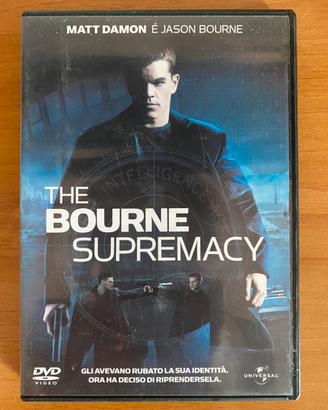 MATT DAMON É JASON BOURNE
INTELLIGENCE
THE
BOURNE
SUPREMACY
GLI AVEVANO RUBATO LA SUA IDENTITÀ.
ORA HA DECISO DI RIPRENDERSELA.
DVD
VIDEO
UNIVERSAL